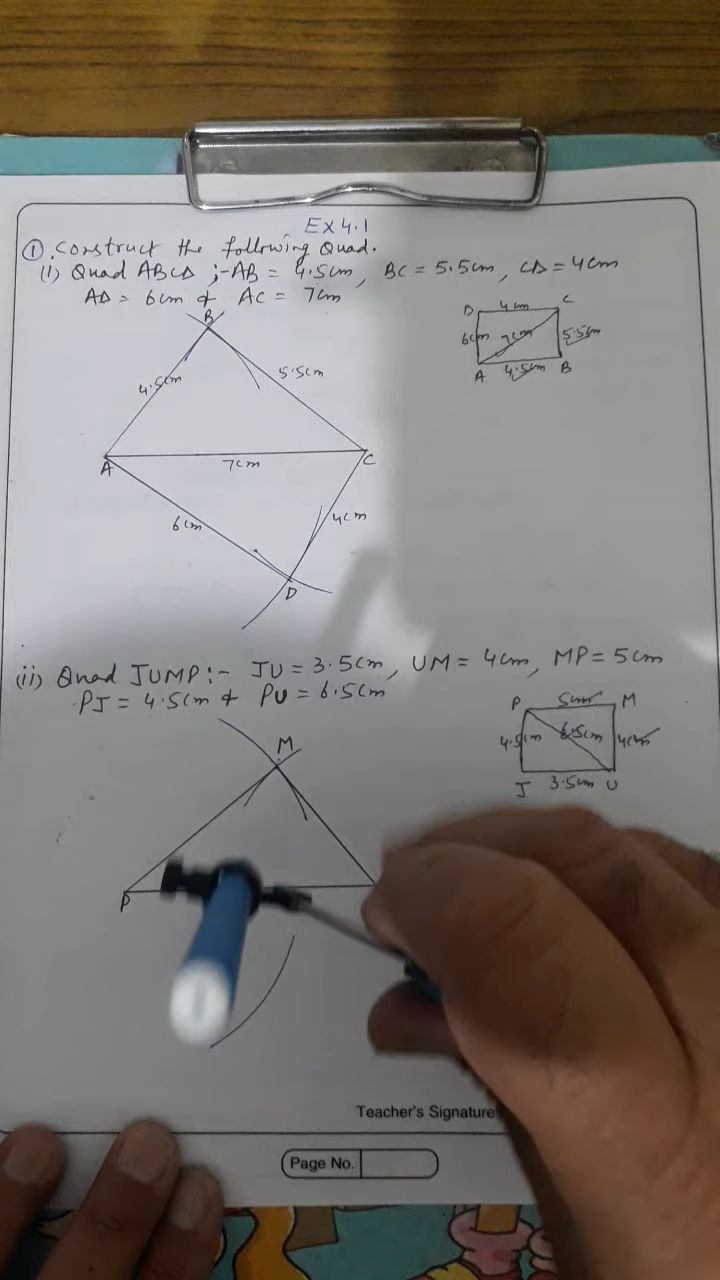 Ex 4.1
① . Construct the following Quad.
(i) Quad ABCD ;- AB = 4.5cm, BC = 5.5cm, CD = 4cm
AD = 6cm & AC = 7cm
D 4cm C
6cm 7cm 5.5cm
A 4.5cm B
B
4.5cm 5.5cm
A 7cm C
6cm 4cm
D
(ii) Quad JUMP :- JU = 3.5cm, UM = 4cm, MP = 5cm
PJ = 4.5cm & PU = 6.5cm
P 5cm M
4.5cm 6.5cm 4cm
J 3.5cm U
M
P
Teacher's Signature
Page No.